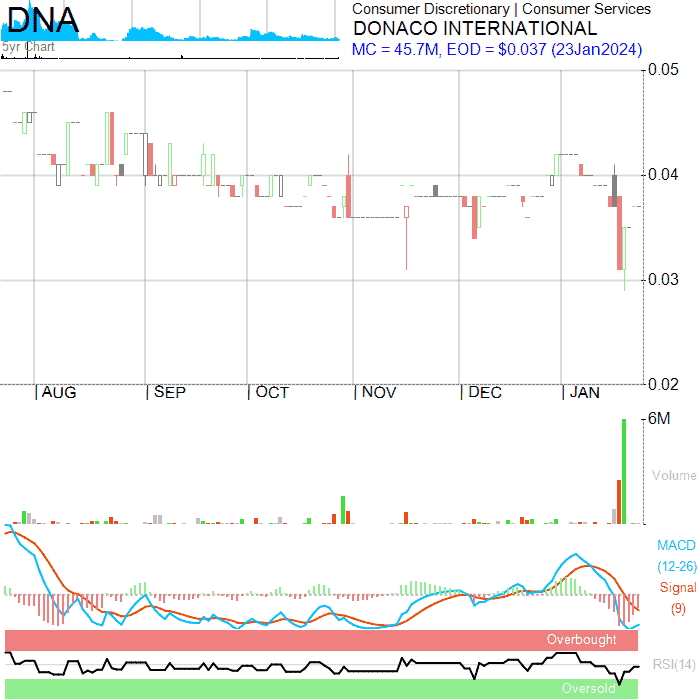 DNA
5yr Chart
Consumer Discretionary | Consumer Services
DONACO INTERNATIONAL
MC = 45.7M, EOD = $0.037 (23Jan2024)
0.05
0.04
0.03
0.02
|AUG |SEP |OCT |NOV |DEC |JAN
6M
Volume
MACD
(12-26)
Signal
(9)
Overbought
RSI(14)
Oversold